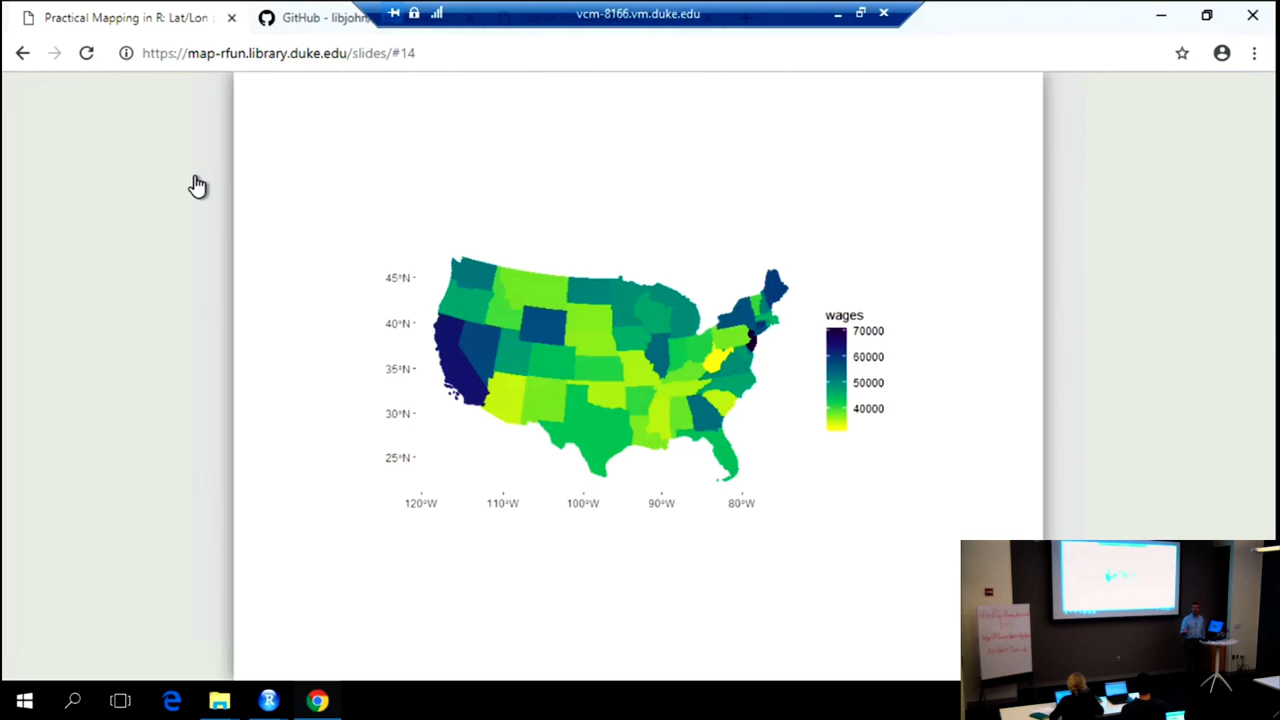 Practical Mapping in R: Lat/Lon
GitHub - libjohn
vcm-8166.vm.duke.edu
https://map-rfun.library.duke.edu/slides/#14
45°N
40°N
35°N
30°N
25°N
120°W
110°W
100°W
90°W
80°W
wages
70000
60000
50000
40000